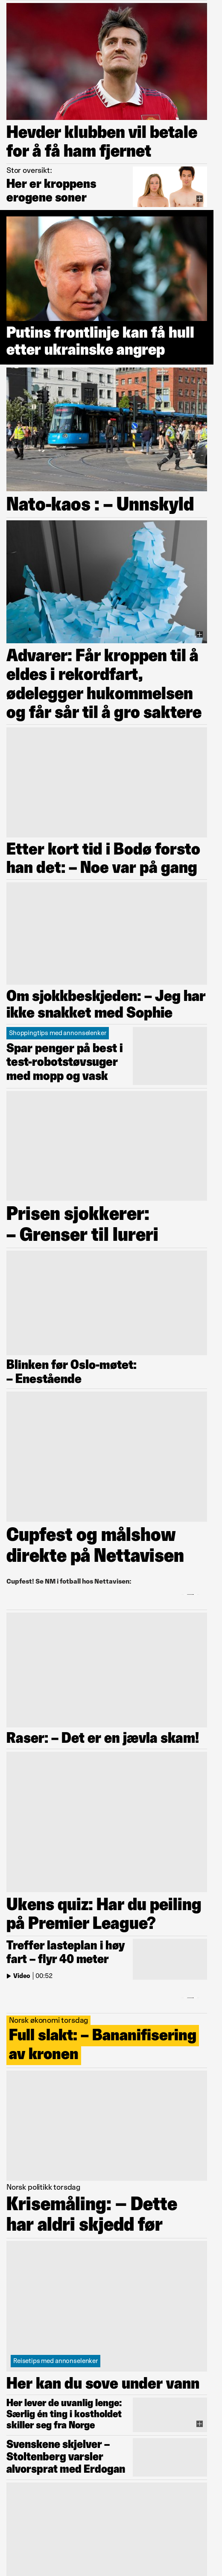 Hevder klubben vil betale
for å få ham fjernet
Stor oversikt:
Her er kroppens
erogene soner
Putins frontlinje kan få hull
etter ukrainske angrep
Nato-kaos : – Unnskyld
Advarer: Får kroppen til å
eldes i rekordfart,
ødelegger hukommelsen
og får sår til å gro saktere
Etter kort tid i Bodø forsto
han det: – Noe var på gang
Om sjokkbeskjeden: – Jeg har
ikke snakket med Sophie
Shoppingtips med annonselenker
Spar penger på best i
test-robotstøvsuger
med mopp og vask
Prisen sjokkerer:
– Grenser til lureri
Blinken før Oslo-møtet:
– Enestående
Cupfest og målshow
direkte på Nettavisen
Cupfest! Se NM i fotball hos Nettavisen:
Raser: – Det er en jævla skam!
Ukens quiz: Har du peiling
på Premier League?
Treffer lasteplan i høy
fart – flyr 40 meter
Video | 00:52
Norsk økonomi torsdag
Full slakt: – Bananifisering
av kronen
Norsk politikk torsdag
Krisemåling: – Dette
har aldri skjedd før
Reisetips med annonselenker
Her kan du sove under vann
Her lever de uvanlig lenge:
Særlig én ting i kostholdet
skiller seg fra Norge
Svenskene skjelver –
Stoltenberg varsler
alvorsprat med Erdogan